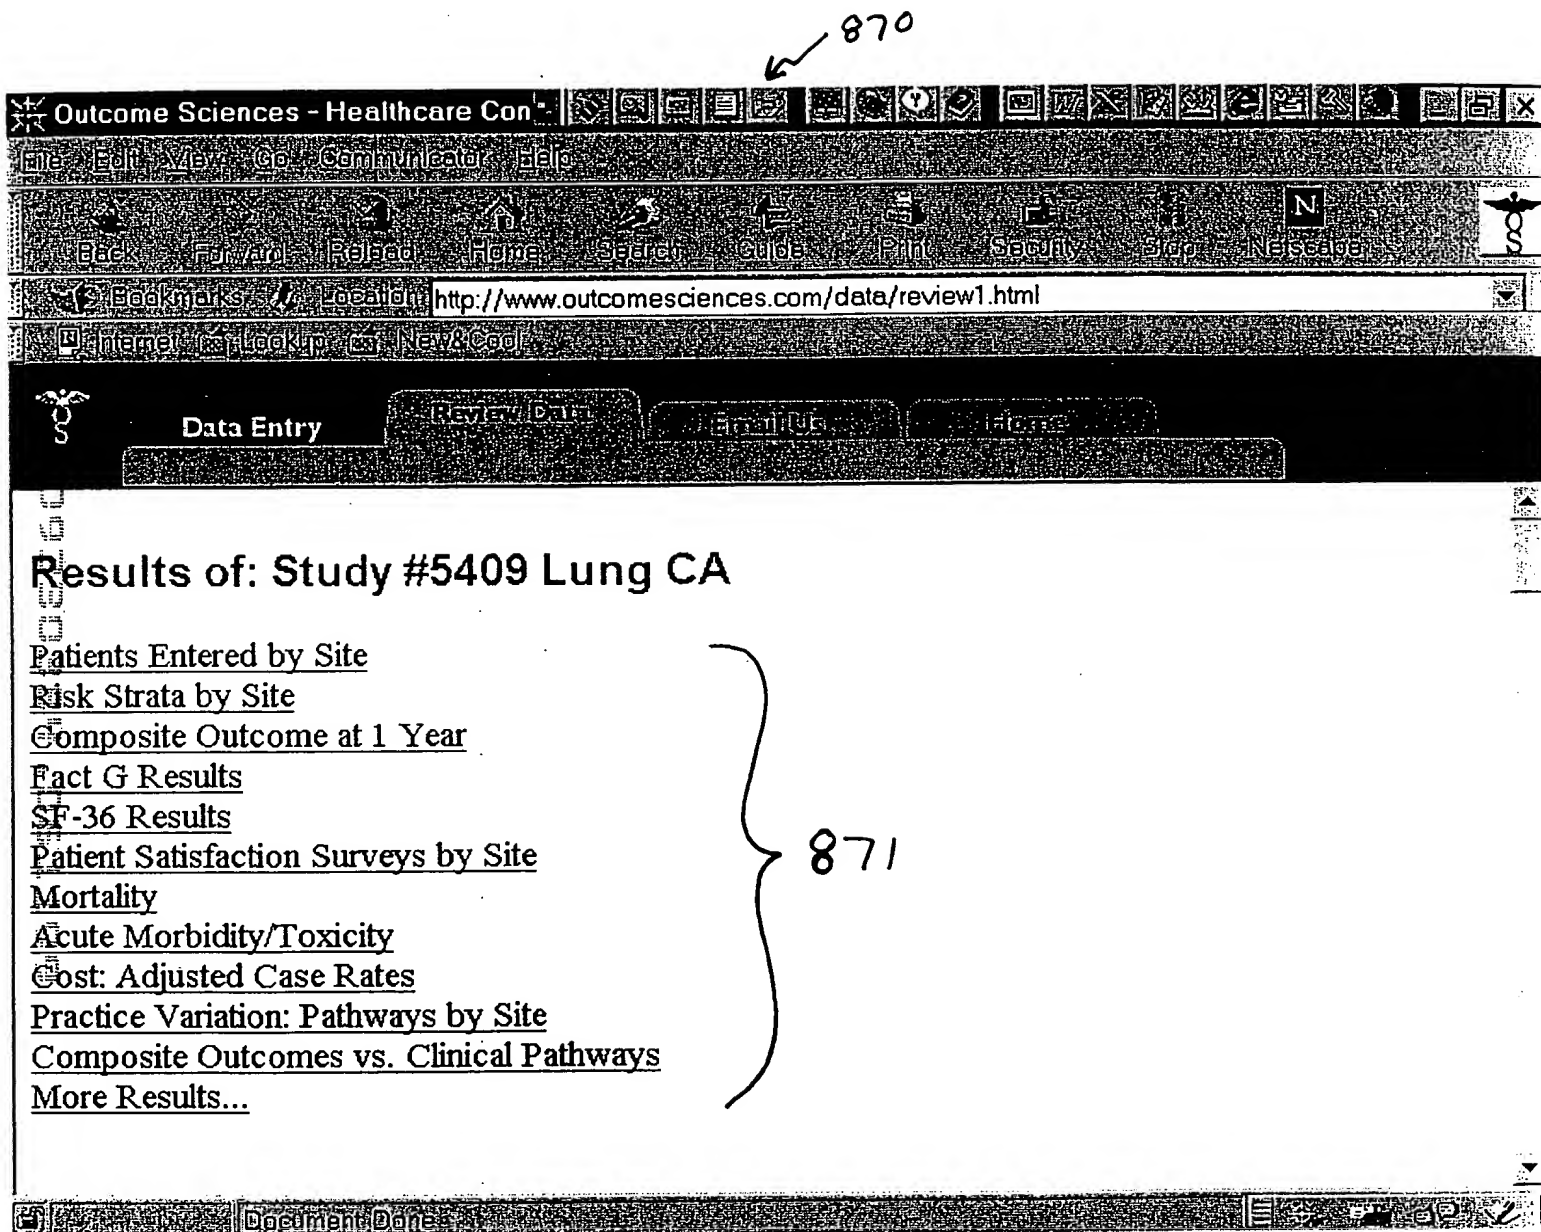 870
Outcome Sciences - Healthcare Con
File Edit View Go Communicator Help
Back Forward Reload Home Search Guide Print Security Stop Netscape
N
Bookmarks Location http://www.outcomesciences.com/data/review1.html
Internet Lookup New&Cool
Data Entry Review Data Email Us Home
Results of: Study #5409 Lung CA
Patients Entered by Site
Risk Strata by Site
Composite Outcome at 1 Year
Fact G Results
SF-36 Results
Patient Satisfaction Surveys by Site
Mortality
Acute Morbidity/Toxicity
Cost: Adjusted Case Rates
Practice Variation: Pathways by Site
Composite Outcomes vs. Clinical Pathways
More Results...
871
Document: Done